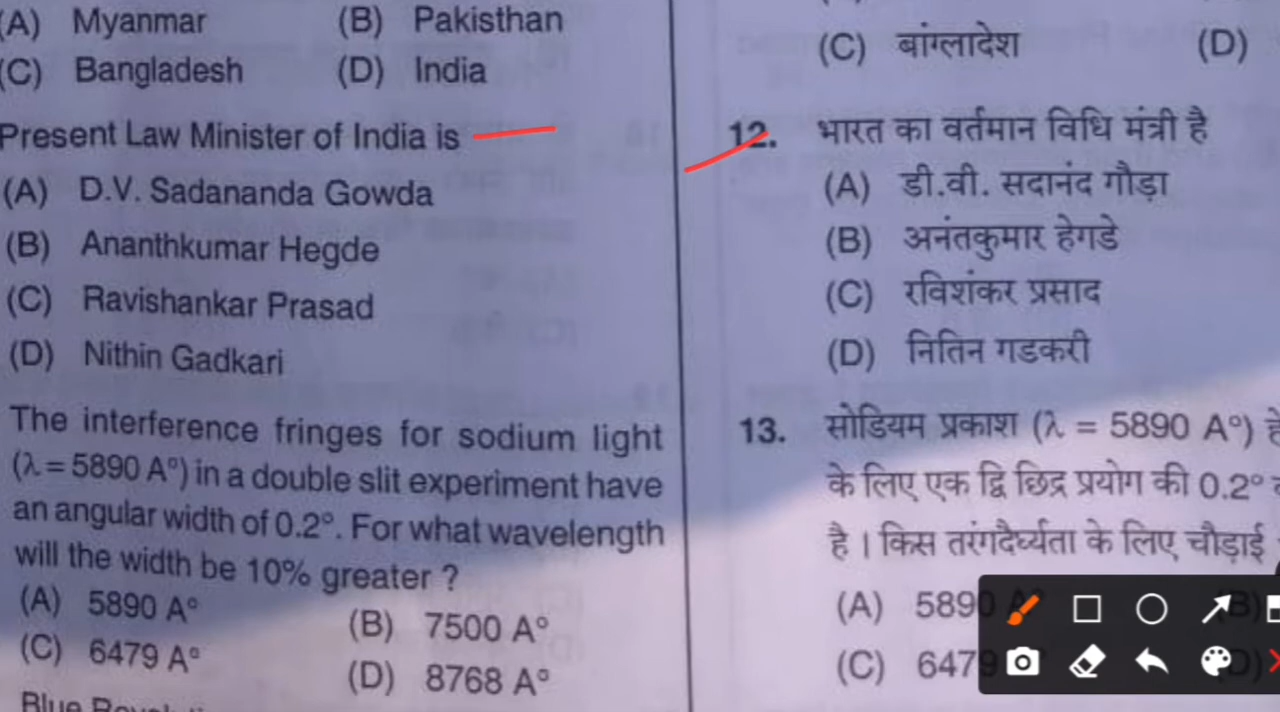 (A) Myanmar (B) Pakisthan
(C) Bangladesh (D) India
Present Law Minister of India is
(A) D.V. Sadananda Gowda
(B) Ananthkumar Hegde
(C) Ravishankar Prasad
(D) Nithin Gadkari
The interference fringes for sodium light
(λ = 5890 A°) in a double slit experiment have
an angular width of 0.2°. For what wavelength
will the width be 10% greater ?
(A) 5890 A° (B) 7500 A°
(C) 6479 A° (D) 8768 A°
Blue
(C) बांग्लादेश (D)
12. भारत का वर्तमान विधि मंत्री है
(A) डी.वी. सदानंद गौड़ा
(B) अनंतकुमार हेगडे
(C) रविशंकर प्रसाद
(D) नितिन गडकरी
13. सोडियम प्रकाश (λ = 5890 A°)
के लिए एक द्वि छिद्र प्रयोग की 0.2°
है । किस तरंगदैर्घ्यता के लिए चौड़ाई
(A) 5890 A° (B)
(C) 6479 (D)